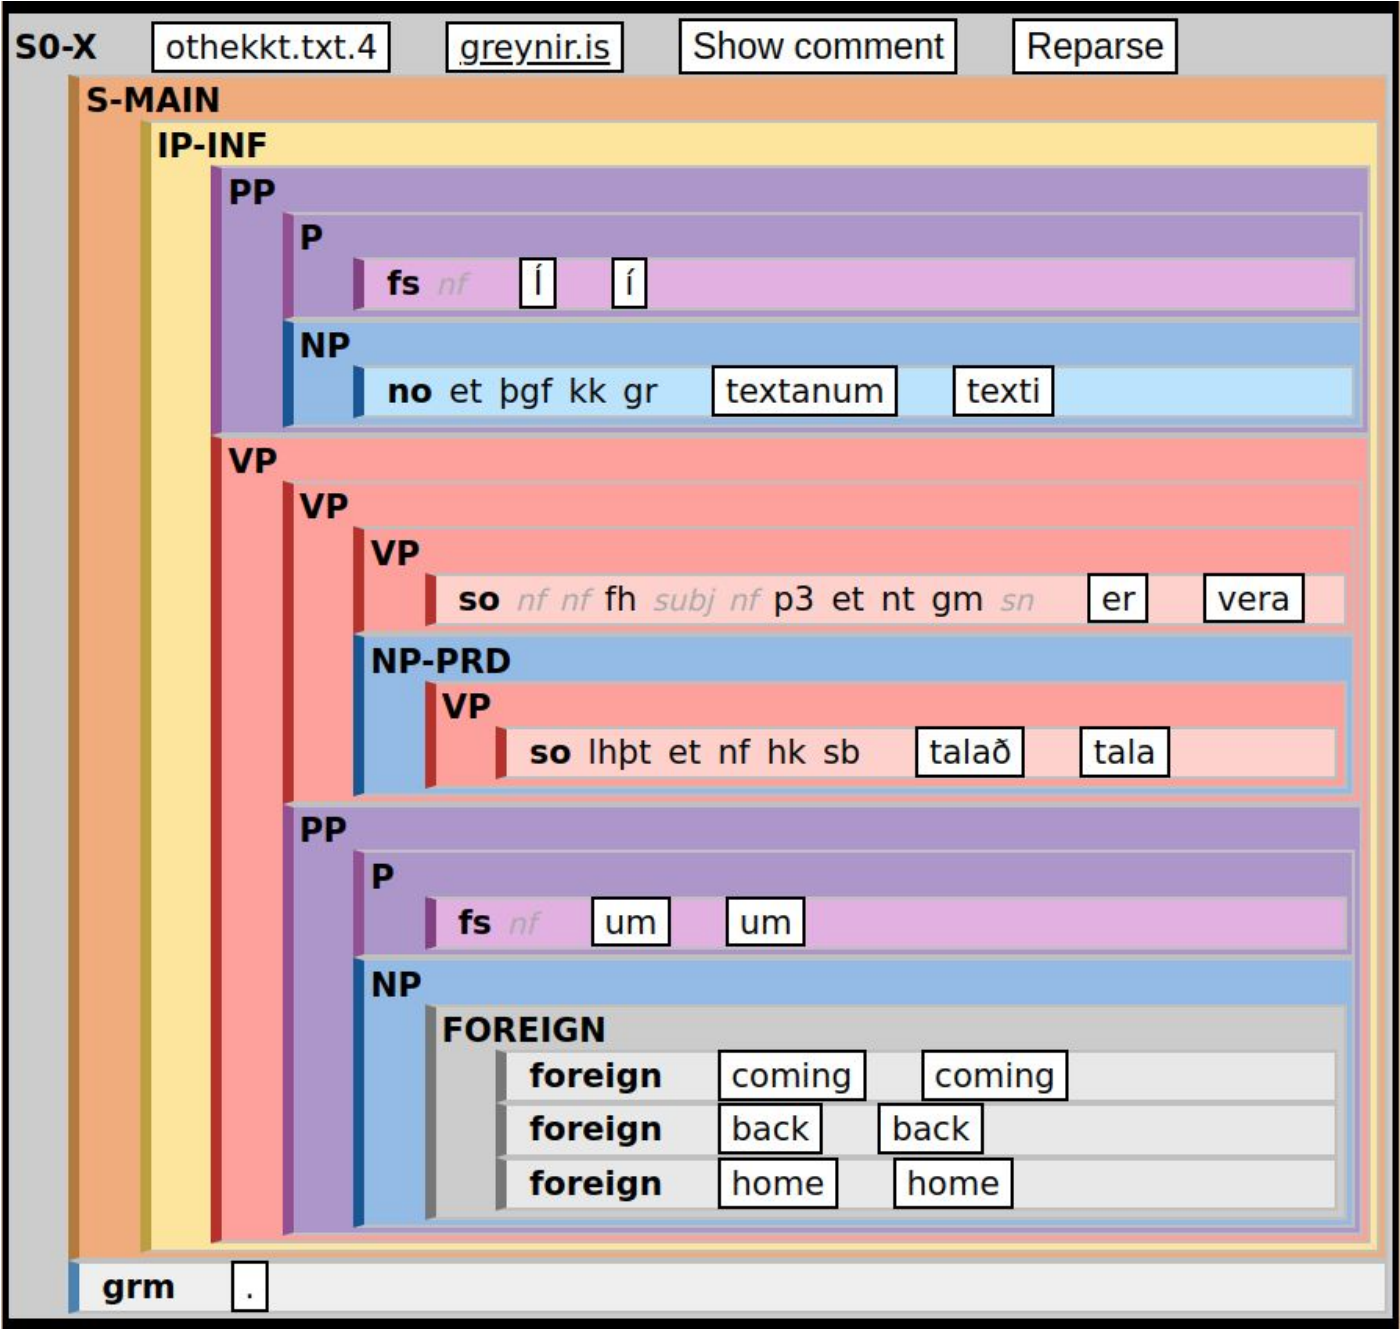 S0-X othekkt.txt.4 greynir.is Show comment Reparse
S-MAIN
IP-INF
PP
P
fs nf Í í
NP
no et þgf kk gr textanum texti
VP
VP
VP
so nf nf fh subj nf p3 et nt gm sn er vera
NP-PRD
VP
so lhþt et nf hk sb talað tala
PP
P
fs nf um um
NP
FOREIGN
foreign coming coming
foreign back back
foreign home home
grm .